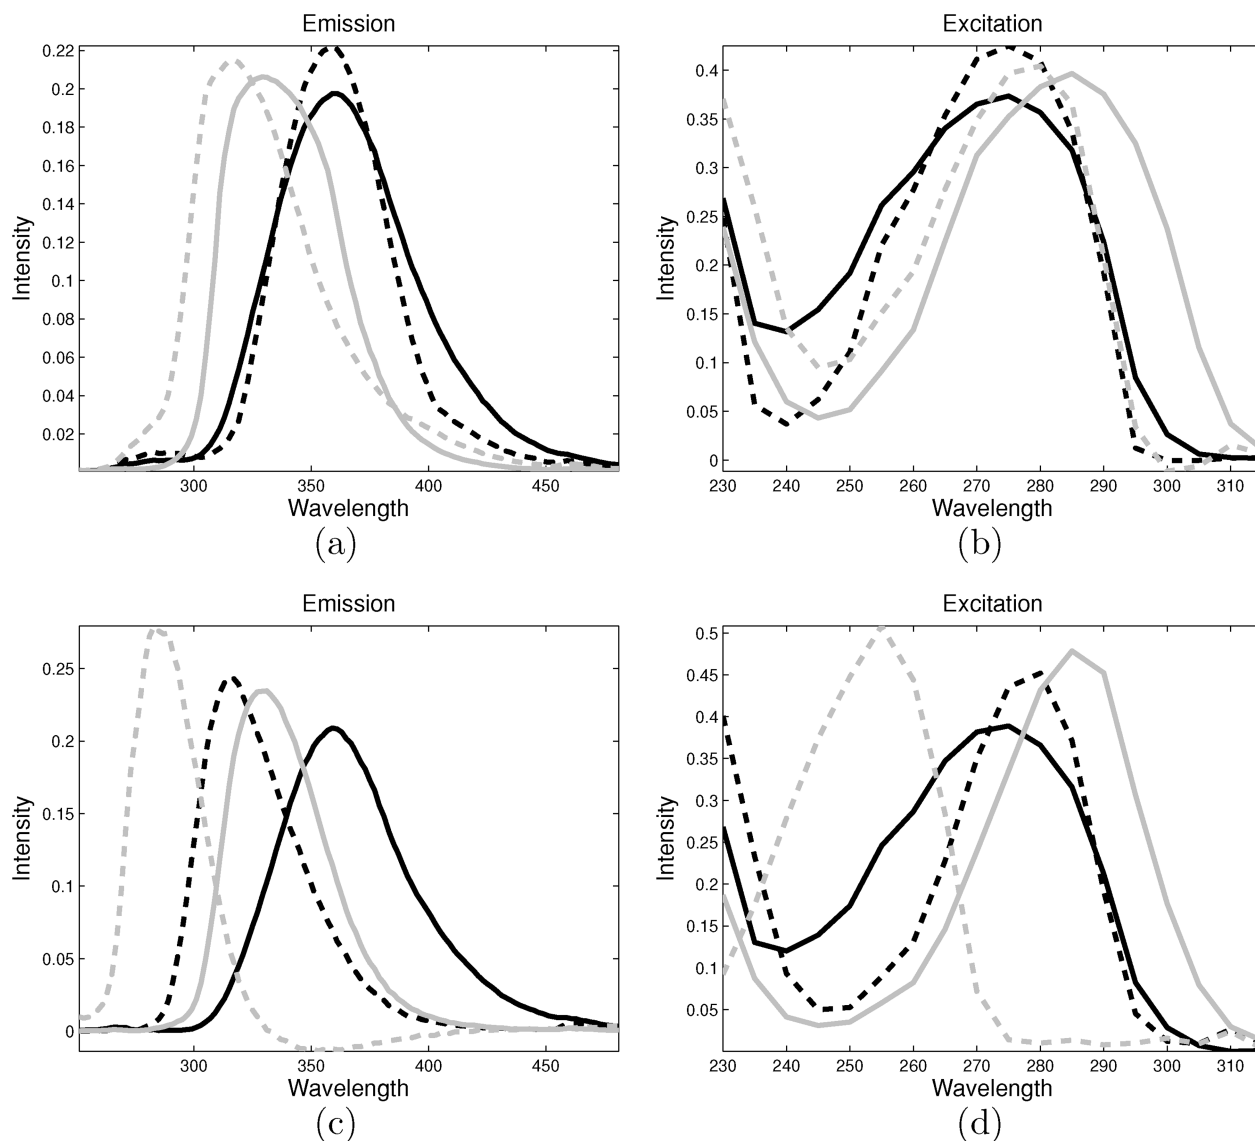 Emission
Intensity
0.22
0.2
0.18
0.16
0.14
0.12
0.1
0.08
0.06
0.04
0.02
300 350 400 450
Wavelength
(a)
Excitation
Intensity
0.4
0.35
0.3
0.25
0.2
0.15
0.1
0.05
0
230 240 250 260 270 280 290 300 310
Wavelength
(b)
Emission
Intensity
0.25
0.2
0.15
0.1
0.05
0
300 350 400 450
Wavelength
(c)
Excitation
Intensity
0.5
0.45
0.4
0.35
0.3
0.25
0.2
0.15
0.1
0.05
230 240 250 260 270 280 290 300 310
Wavelength
(d)